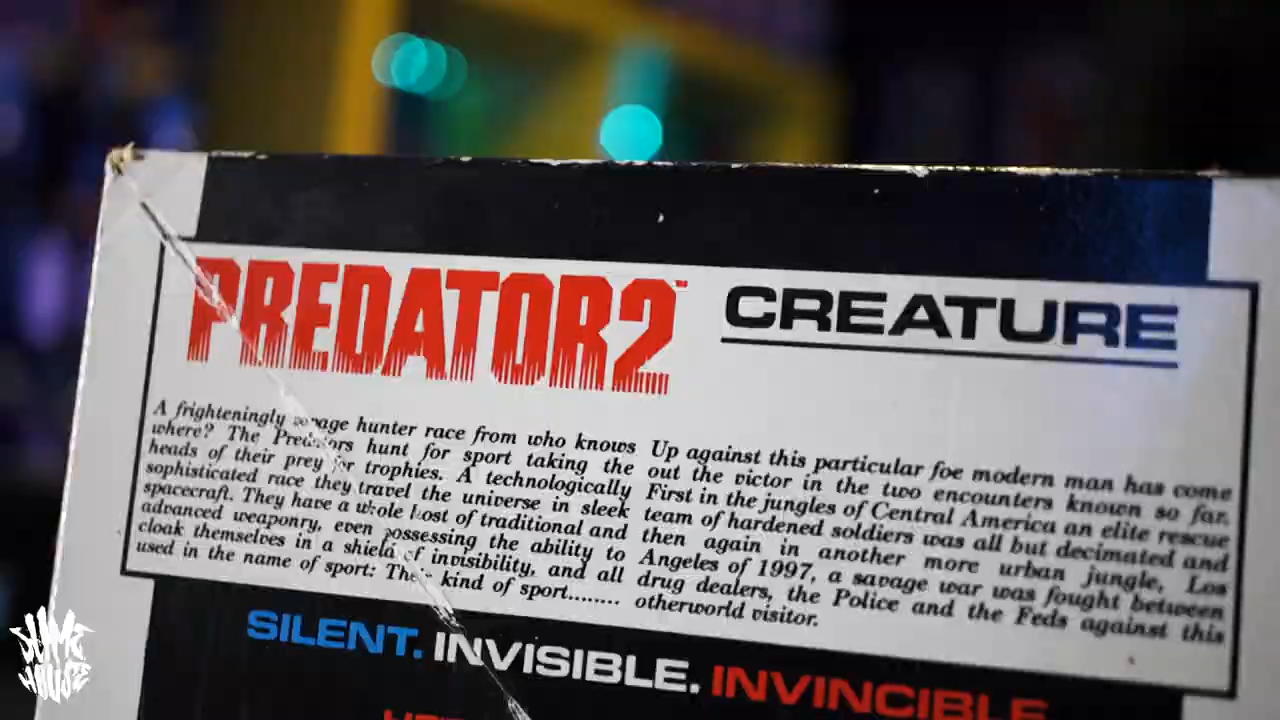 PREDATOR2™ CREATURE
A frighteningly savage hunter race from who knows
where? The Predators hunt for sport taking the
heads of their prey for trophies. A technologically
sophisticated race they travel the universe in sleek
spacecraft. They have a whole host of traditional and
advanced weaponry, even possessing the ability to
cloak themselves in a shield of invisibility, and all
used in the name of sport: Their kind of sport........
Up against this particular foe modern man has come
out the victor in the two encounters known so far.
First in the jungles of Central America an elite rescue
team of hardened soldiers was all but decimated and
then again in another more urban jungle, Los
Angeles of 1997, a savage war was fought between
drug dealers, the Police and the Feds against this
otherworld visitor.
SILENT. INVISIBLE. INVINCIBLE
SLIME
HOUSE